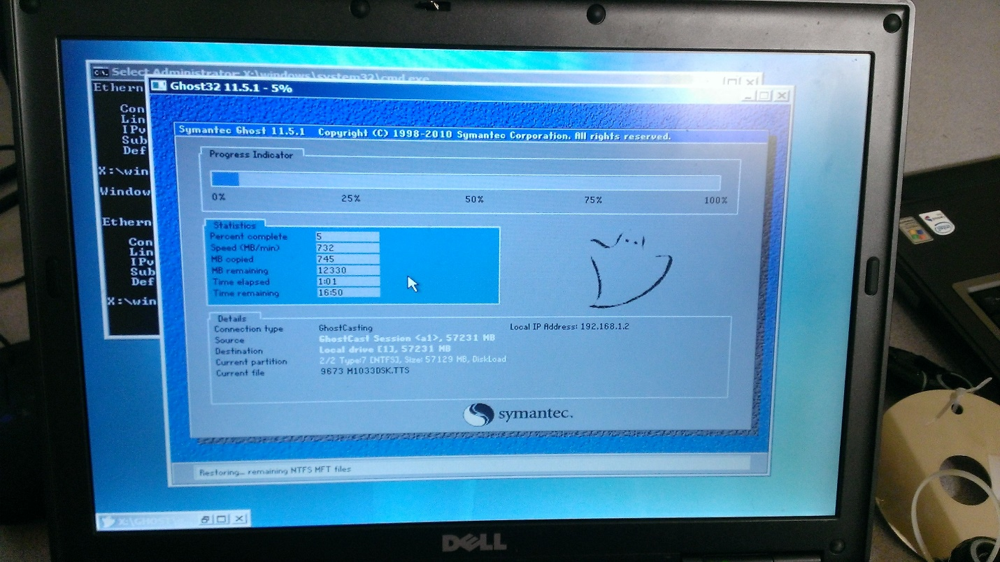 Select Administrator: X:\windows\system32\cmd.exe
Ethern
Con
Lin
IPv
Sub
Def
X:\win
Window
Ethern
Con
Lin
IPv
Sub
Def
X:\win
Ghost32 11.5.1 - 5%
Symantec Ghost 11.5.1 Copyright (C) 1998-2010 Symantec Corporation. All rights reserved.
Progress Indicator
0% 25% 50% 75% 100%
Statistics
Percent complete 5
Speed (MB/min) 732
MB copied 745
MB remaining 12330
Time elapsed 1:01
Time remaining 16:50
Details
Connection type GhostCasting Local IP Address: 192.168.1.2
Source GhostCast Session <a1>, 57231 MB
Destination Local drive [1], 57231 MB
Current partition 2/2 Type:7 [NTFS], Size: 57129 MB, DiskLoad
Current file 9673 M1033DSK.TTS
symantec.
Restoring... remaining NTFS MFT files
X:\GHOST
DELL